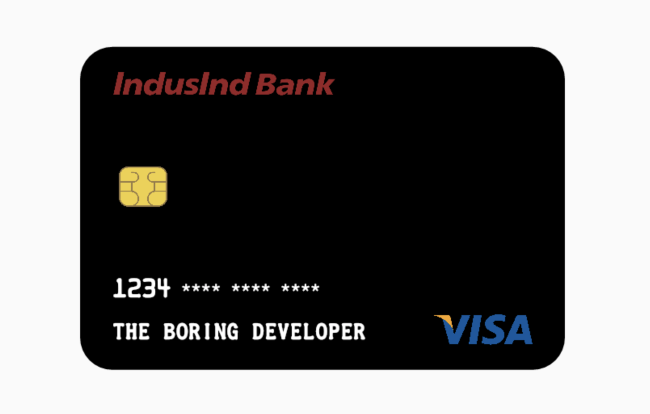 IndusInd Bank
1234 **** **** ****
THE BORING DEVELOPER
VISA